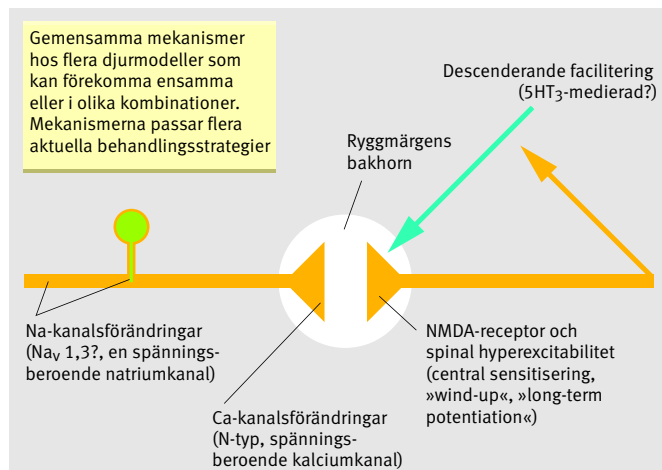 Gemensamma mekanismer
hos flera djurmodeller som
kan förekomma ensamma
eller i olika kombinationer.
Mekanismerna passar flera
aktuella behandlingsstrategier
Descenderande facilitering
(5HT3-medierad?)
Ryggmärgens
bakhorn
Na-kanalsförändringar
(Nav 1,3?, en spännings-
beroende natriumkanal)
NMDA-receptor och
spinal hyperexcitabilitet
(central sensitisering,
»wind-up«, »long-term
potentiation«)
Ca-kanalsförändringar
(N-typ, spännings-
beroende kalciumkanal)